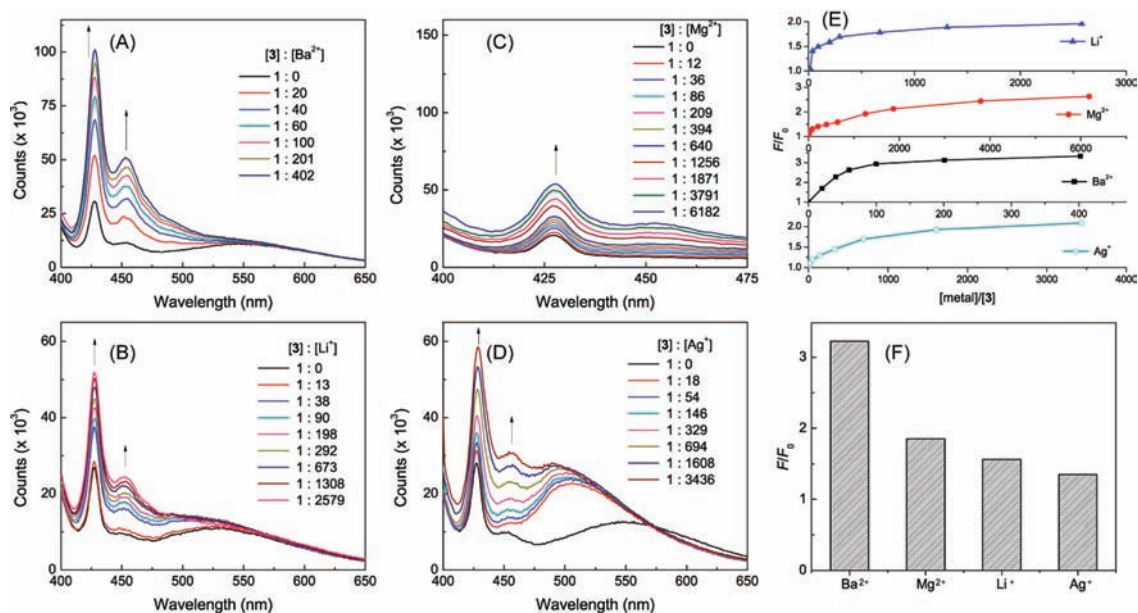 (A)
[3] : [Ba²⁺]
1 : 0
1 : 20
1 : 40
1 : 60
1 : 100
1 : 201
1 : 402
Counts (x 10³)
100
75
50
25
0
400 450 500 550 600 650
Wavelength (nm)
(C)
[3] : [Mg²⁺]
1 : 0
1 : 12
1 : 36
1 : 86
1 : 209
1 : 394
1 : 640
1 : 1256
1 : 1871
1 : 3791
1 : 6182
Counts (x 10³)
150
100
50
0
400 425 450 475
Wavelength (nm)
(E)
2.0
1.5
1.0
Li⁺
0 1000 2000 3000
3
2
1
Mg²⁺
0 2000 4000 6000
3
2
1
Ba²⁺
0 100 200 300 400
2.0
1.5
1.0
Ag⁺
0 1000 2000 3000 4000
F/F₀
[metal]/[3]
(B)
[3] : [Li⁺]
1 : 0
1 : 13
1 : 38
1 : 90
1 : 198
1 : 292
1 : 673
1 : 1308
1 : 2579
Counts (x 10³)
60
40
20
0
400 450 500 550 600 650
Wavelength (nm)
(D)
[3] : [Ag⁺]
1 : 0
1 : 18
1 : 54
1 : 146
1 : 329
1 : 694
1 : 1608
1 : 3436
Counts (x 10³)
60
40
20
0
400 450 500 550 600 650
Wavelength (nm)
(F)
F/F₀
3
2
1
0
Ba²⁺ Mg²⁺ Li⁺ Ag⁺